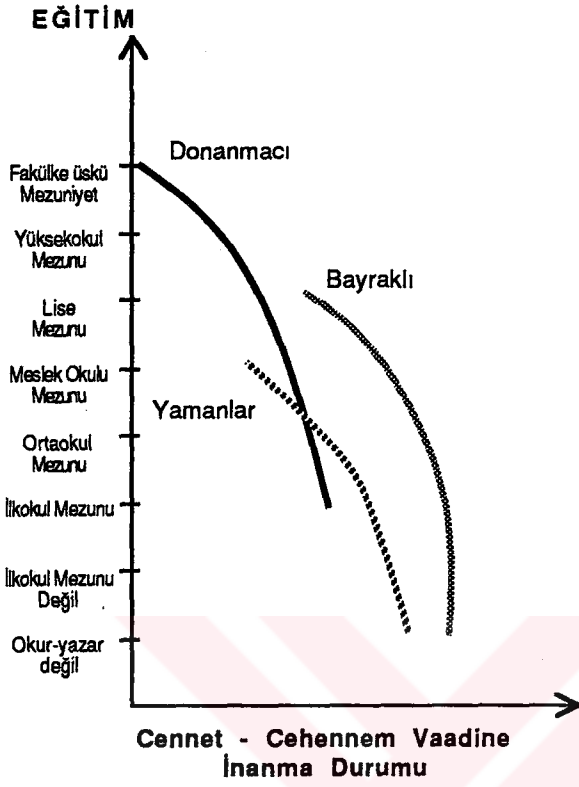 EĞİTİM
Donanmacı
Fakülke üskü
Mezuniyet
Yüksekokul
Mezunu
Bayraklı
Lise
Mezunu
Meslek Okulu
Mezunu
Yamanlar
Ortaokul
Mezunu
İlkokul Mezunu
İlkokul Mezunu
Değil
Okur-yazar
değil
Cennet - Cehennem Vaadine
İnanma Durumu